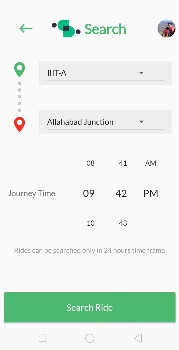 Search
IIIT-A
Allahabad Junction
08 41 AM
Journey Time 09 42 PM
10 43
Rides can be searched only in 24 hours time frame
Search Ride